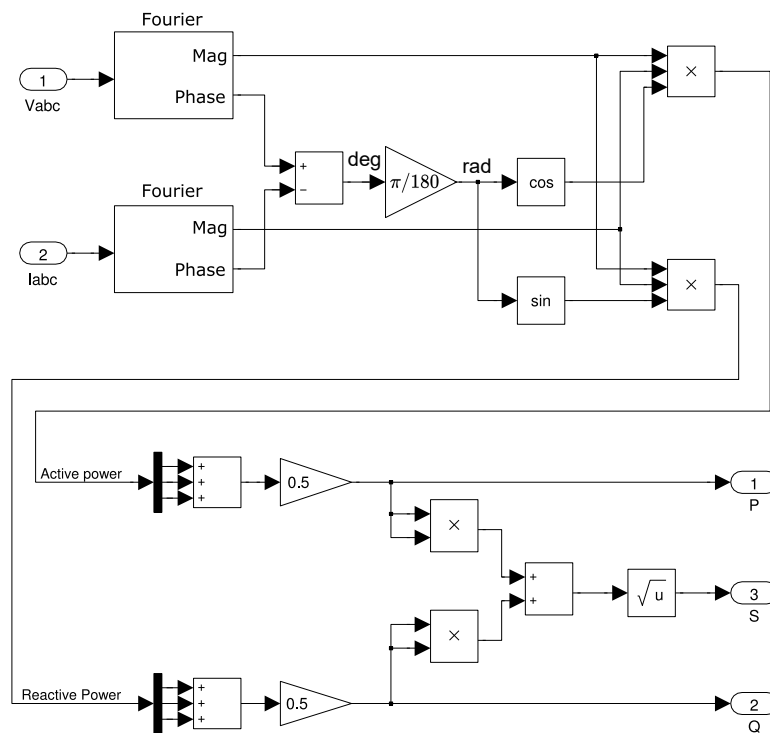 Fourier
Mag
Phase
1
Vabc
×
deg
π/180
rad
cos
+
−
Fourier
Mag
Phase
2
Iabc
×
sin
Active power
+
+
+
0.5
1
P
×
+
+
√u
3
S
×
Reactive Power
+
+
+
0.5
2
Q